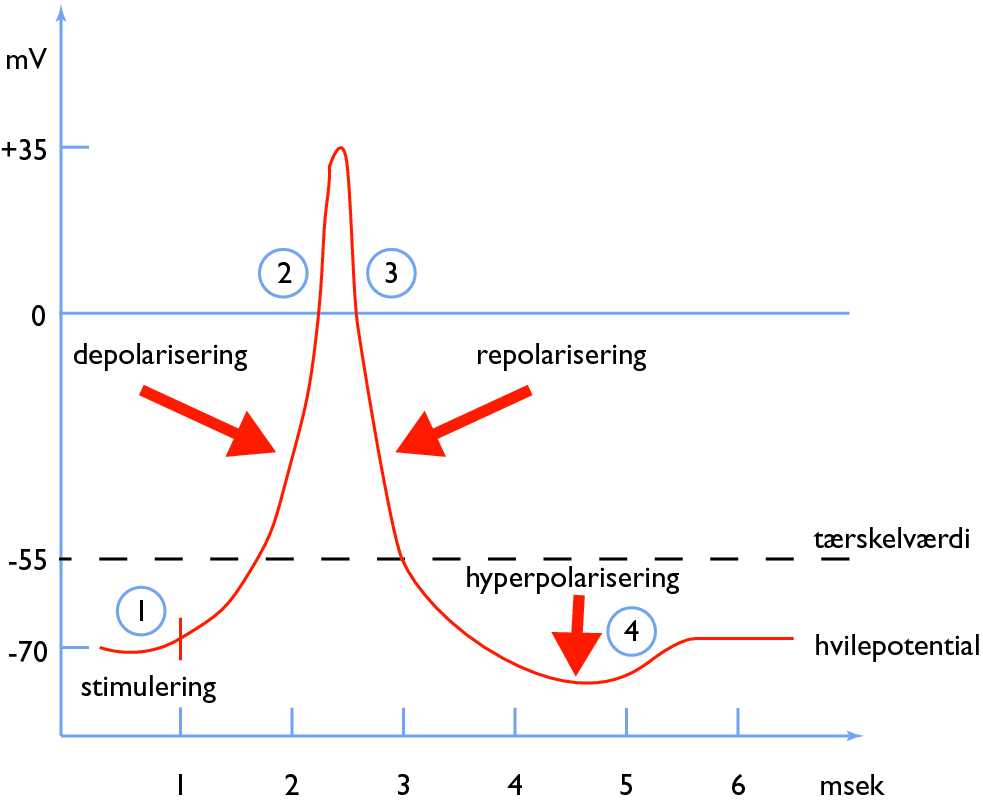 mV
+35
2
3
0
depolarisering
repolarisering
tærskelværdi
-55
hyperpolarisering
1
4
-70
hvilepotential
stimulering
1 2 3 4 5 6 msek